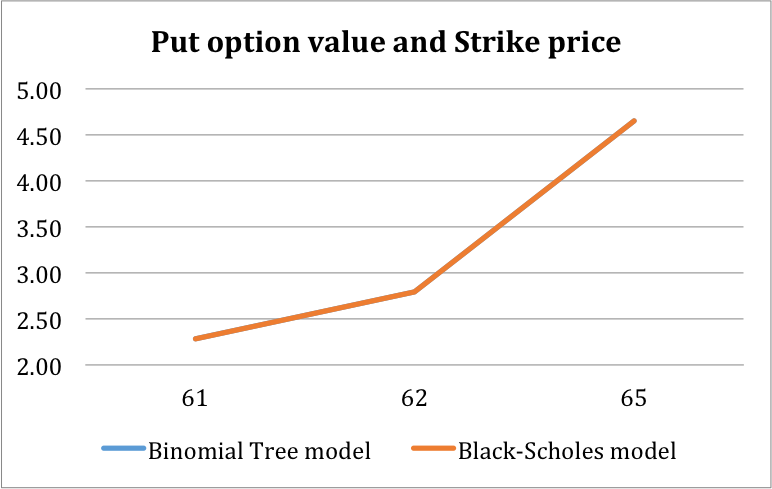 Put option value and Strike price
5.00
4.50
4.00
3.50
3.00
2.50
2.00
61 62 65
Binomial Tree model Black-Scholes model